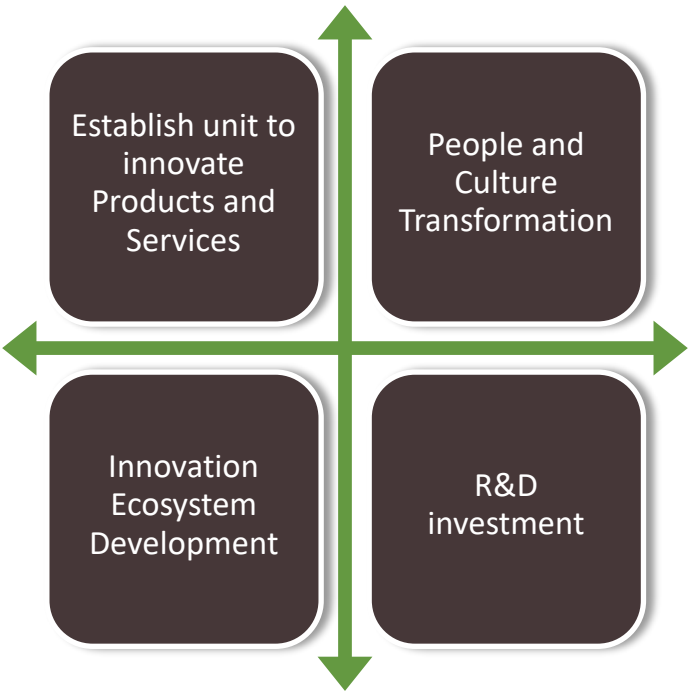 Establish unit to
innovate
Products and
Services
People and
Culture
Transformation
Innovation
Ecosystem
Development
R&D
investment